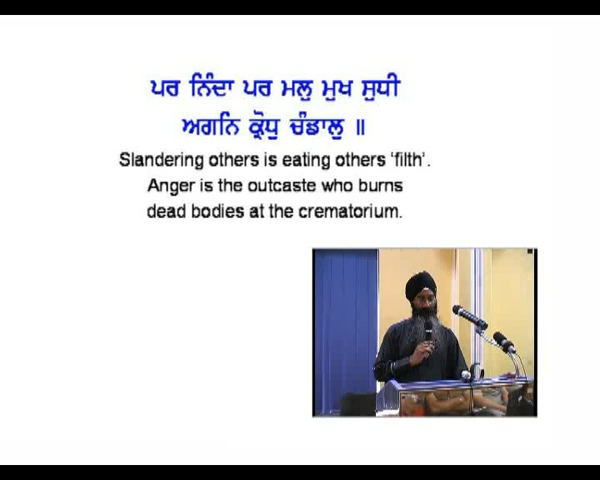 ਪਰ ਨਿੰਦਾ ਪਰ ਮਲੁ ਮੁਖ ਸੁਧੀ
ਅਗਨਿ ਕ੍ਰੋਧੁ ਚੰਡਾਲੁ ॥
Slandering others is eating others 'filth'.
Anger is the outcaste who burns
dead bodies at the crematorium.